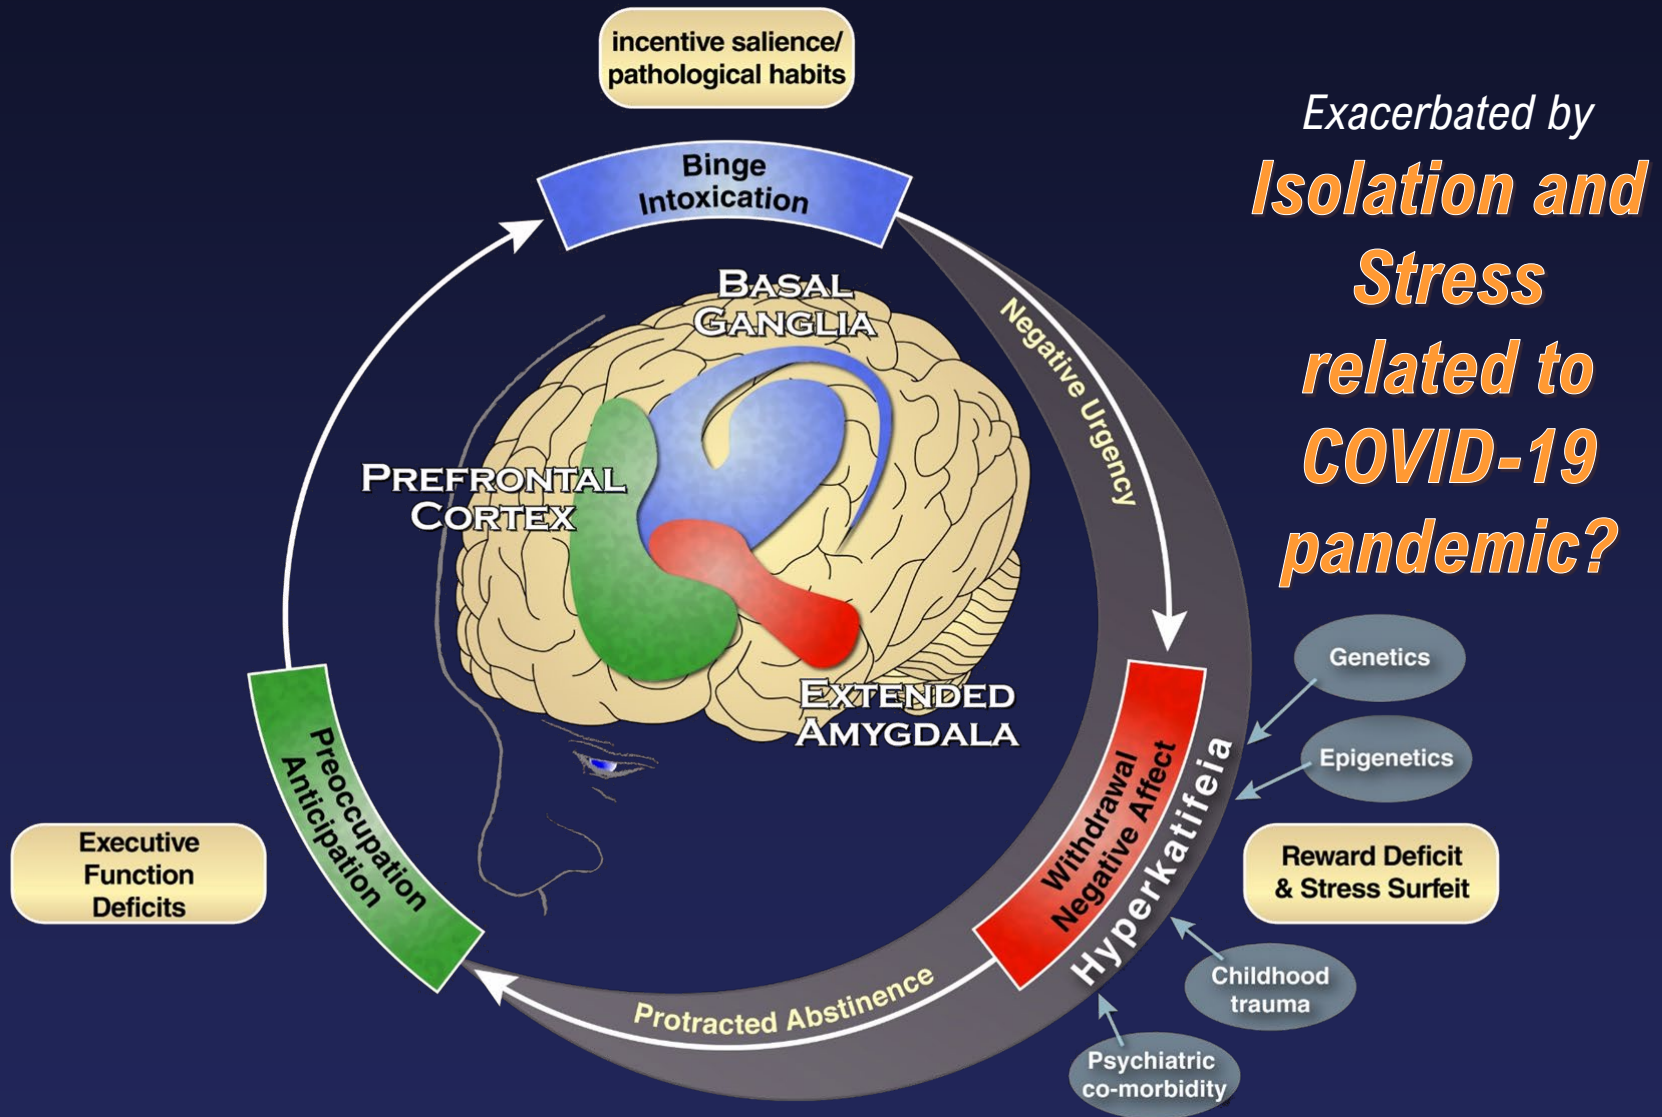 incentive salience/
pathological habits
Binge
Intoxication
Exacerbated by
Isolation and
Stress
related to
COVID-19
pandemic?
BASAL
GANGLIA
Negative Urgency
PREFRONTAL
CORTEX
EXTENDED
AMYGDALA
Genetics
Epigenetics
Withdrawal
Negative Affect
Hyperkatifeia
Reward Deficit
& Stress Surfeit
Preoccupation
Anticipation
Executive
Function
Deficits
Childhood
trauma
Protracted Abstinence
Psychiatric
co-morbidity